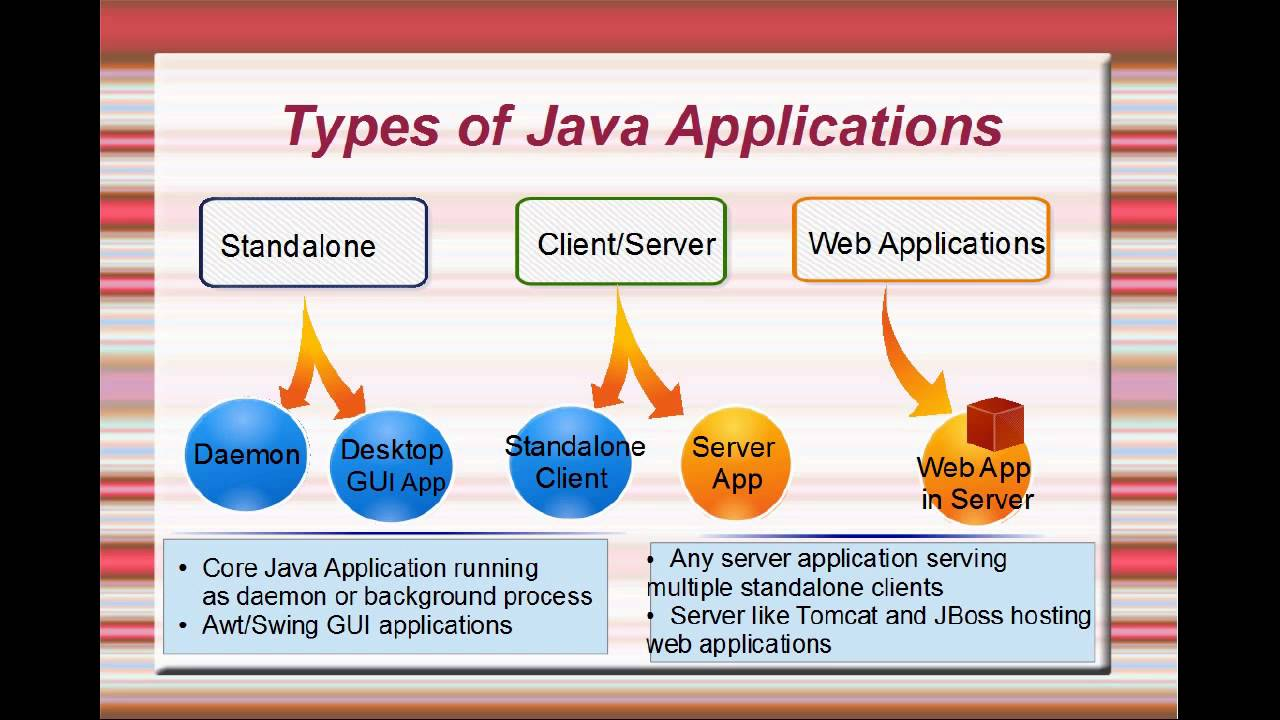 Types of Java Applications
Standalone
Client/Server
Web Applications
Daemon
Desktop
GUI App
Standalone
Client
Server
App
Web App
in Server
• Core Java Application running
as daemon or background process
• Awt/Swing GUI applications
• Any server application serving
multiple standalone clients
• Server like Tomcat and JBoss hosting
web applications